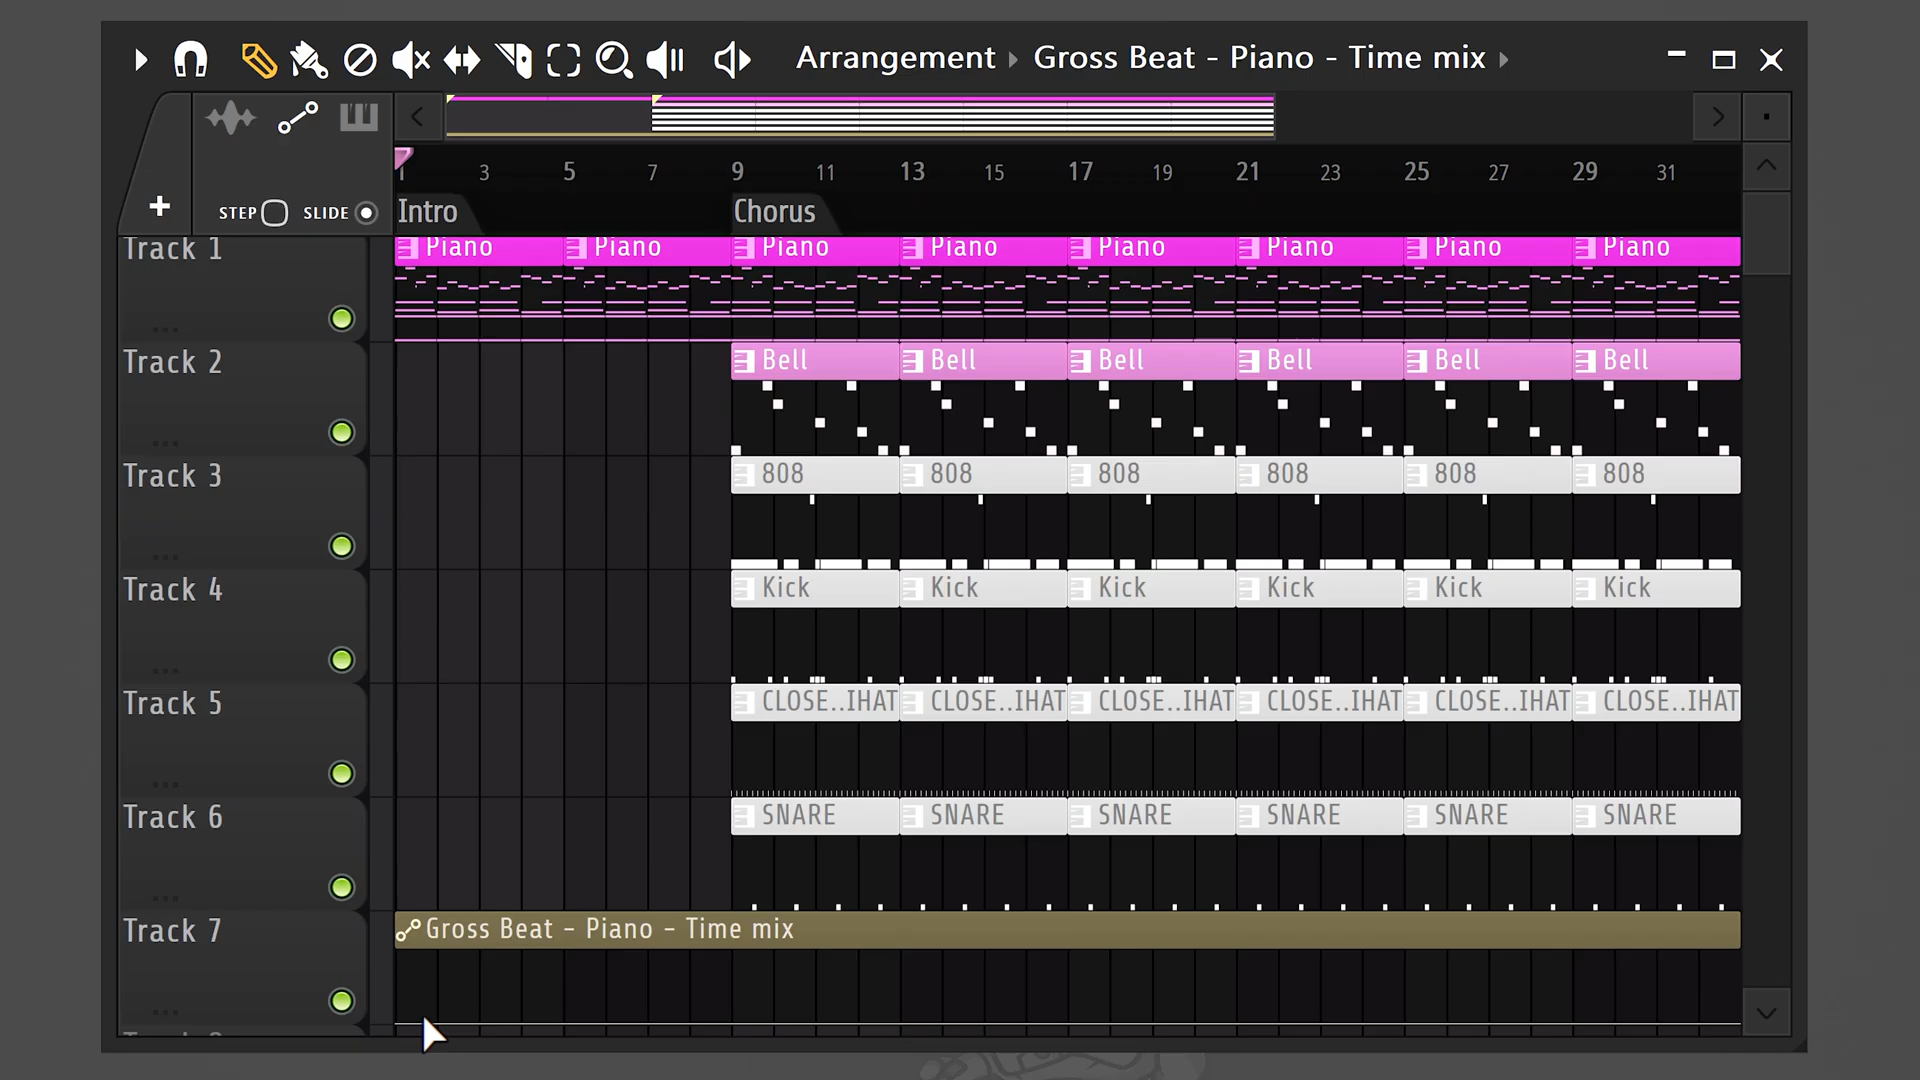 Arrangement Gross Beat - Piano - Time mix
1 3 5 7 9 11 13 15 17 19 21 23 25 27 29 31
STEP SLIDE Intro Chorus
Track 1 Piano Piano Piano Piano Piano Piano Piano Piano
Track 2 Bell Bell Bell Bell Bell Bell
Track 3 808 808 808 808 808 808
Track 4 Kick Kick Kick Kick Kick Kick
Track 5 CLOSE..IHAT CLOSE..IHAT CLOSE..IHAT CLOSE..IHAT CLOSE..IHAT CLOSE..IHAT
Track 6 SNARE SNARE SNARE SNARE SNARE SNARE
Track 7 Gross Beat - Piano - Time mix